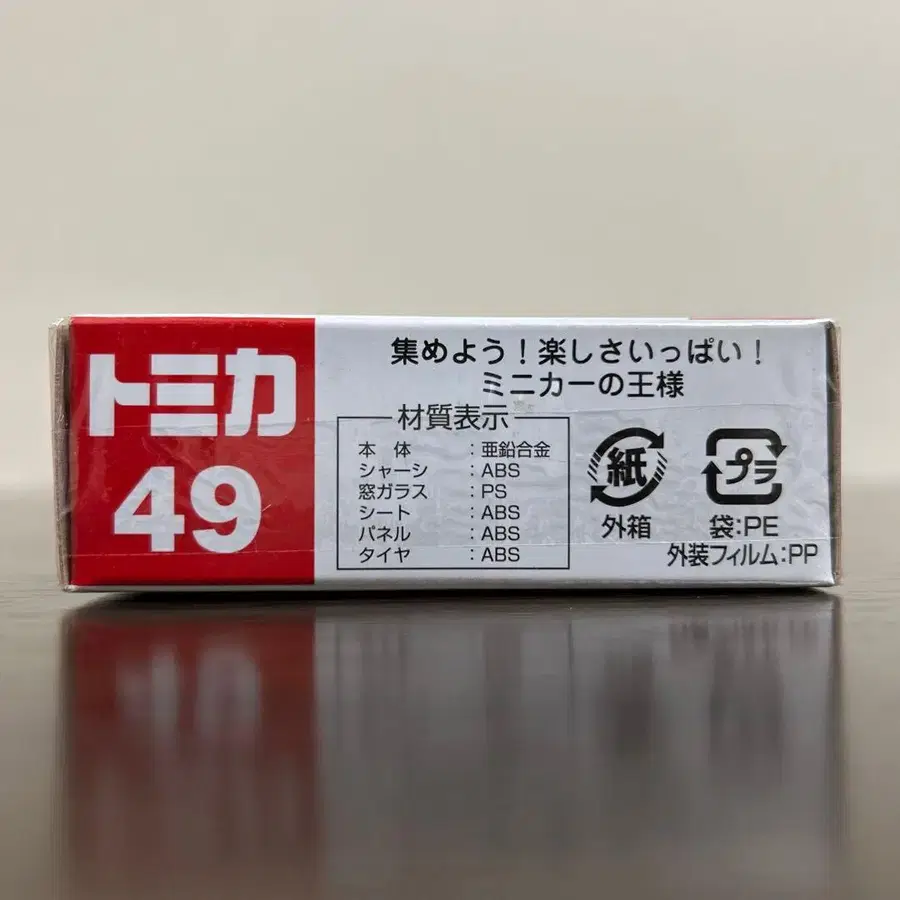 トミカ
49
集めよう!楽しさいっぱい!
ミニカーの王様
材質表示
本 体 :亜鉛合金
シャーシ :ABS
窓ガラス :PS
シート :ABS
パネル :ABS
タイヤ :ABS
紙
外箱
プラ
袋:PE
外装フィルム:PP